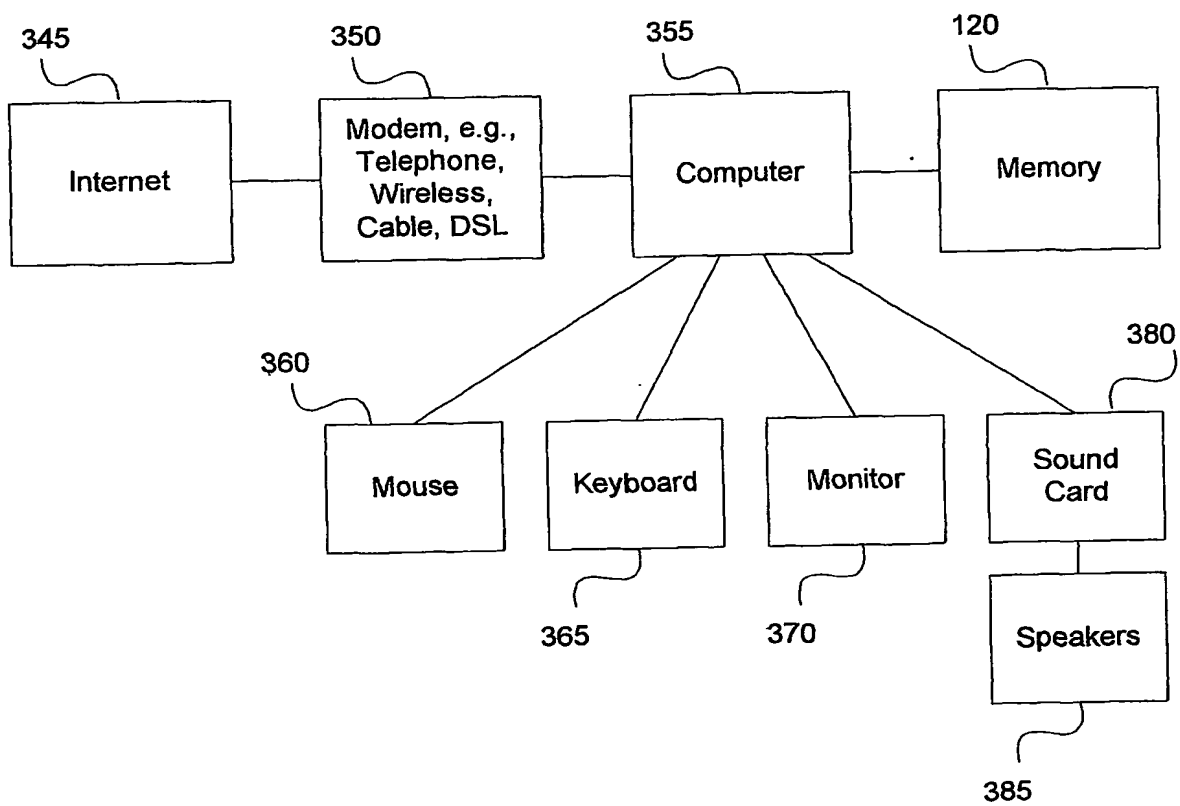 345
350
355
120
Internet
Modem, e.g.,
Telephone,
Wireless,
Cable, DSL
Computer
Memory
360
380
Mouse
Keyboard
Monitor
Sound
Card
365
370
Speakers
385